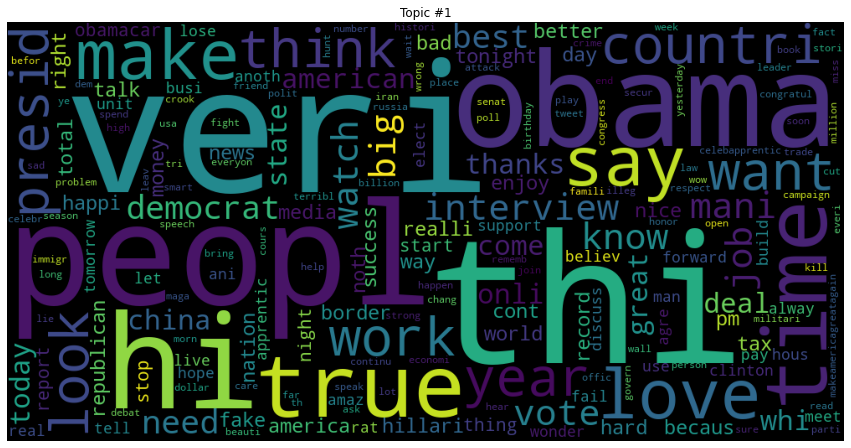 Topic #1
befor presid right obamacar lose number histori wait week fact stori
make think bad best better countri
talk busi anoth american tonight day crime book
veri obama
ye unit crook friend polit iran russia wrong place attack leader miss
dem spend high usa fight state big elect senat poll congress secur yesterday congratul million
total money tri everyon watch birthday play tweet soon end
sad news say want
problem leav smart terribl billion thanks celebapprentic trade cut
happi democrat media enjoy famili illeg law wow respect campaign
celebr season speech success interview nice mani everi
peopl thi time
immigr long tomorrow let bring ani cours help noth realli start support honor know open build job
way come believ great forward kill
look maga apprentic rememb join
lie china nation border chang happen onli cont world record discuss man deal alway militari
hi true work strong
today report republican morn live night year agre wall pm tax makeamericagreatagain
stop hope dollar care continu economi love pay hous
need far th speak lot vote offic govern use person clinton
real tell debat fake beauti america amaz ask rat hillari hear thing wonder fail hard becaus sure whi read meet parti